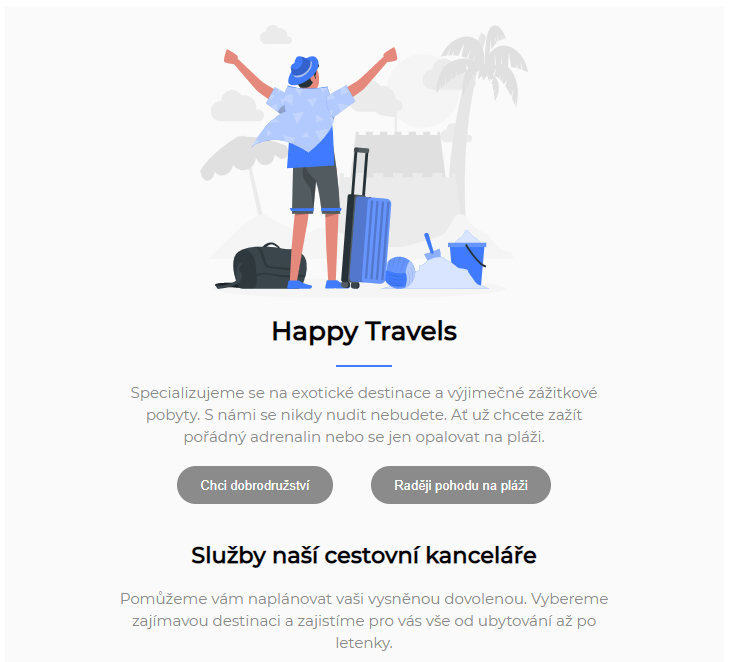 Happy Travels
Specializujeme se na exotické destinace a výjimečné zážitkové
pobyty. S námi se nikdy nudit nebudete. Ať už chcete zažít
pořádný adrenalin nebo se jen opalovat na pláži.
Chci dobrodružství
Raději pohodu na pláži
Služby naší cestovní kanceláře
Pomůžeme vám naplánovat vaši vysněnou dovolenou. Vybereme
zajímavou destinaci a zajistíme pro vás vše od ubytování až po
letenky.